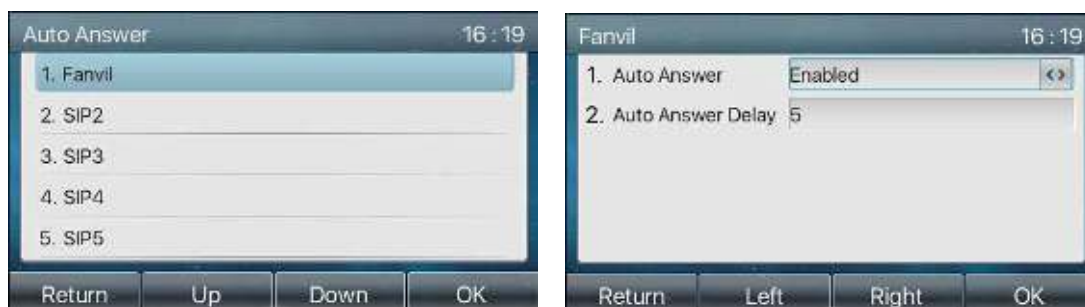 Auto Answer 16:19
1. Fanvil
2. SIP2
3. SIP3
4. SIP4
5. SIP5
Return Up Down OK
Fanvil 16:19
1. Auto Answer Enabled
2. Auto Answer Delay 5
Return Left Right OK